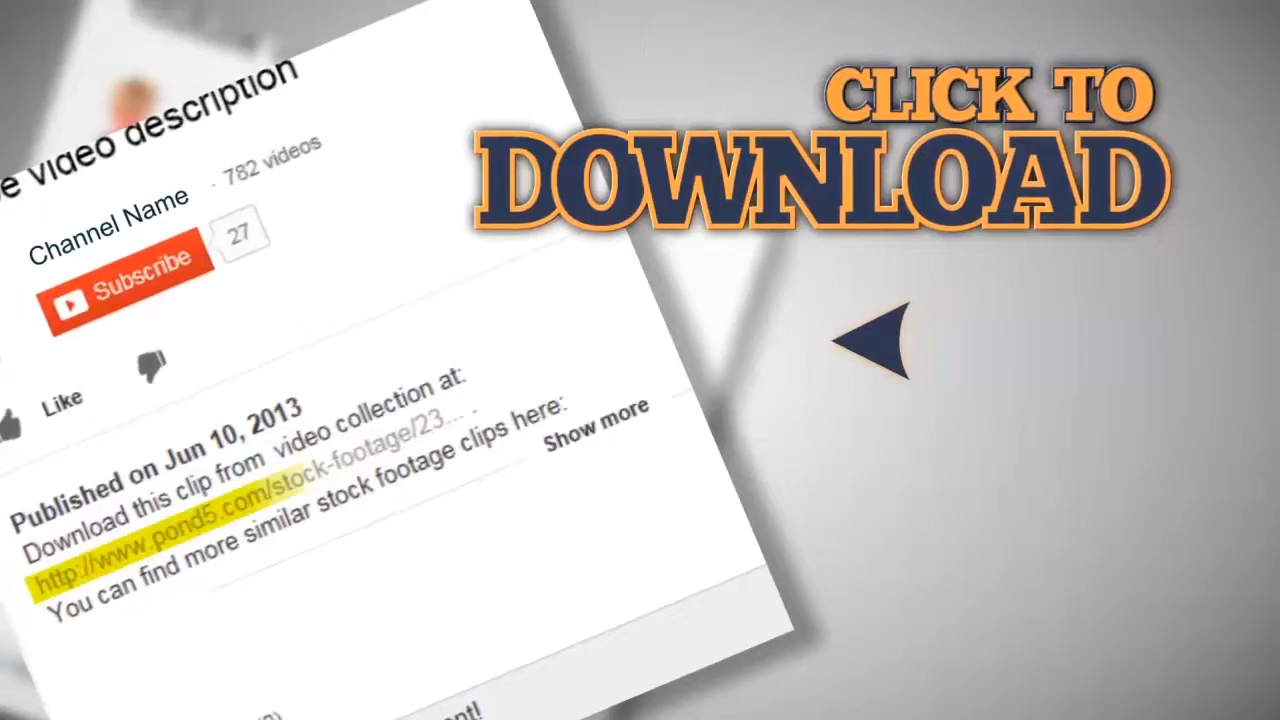 CLICK TO
DOWNLOAD
e video description
Channel Name · 782 videos
Subscribe 27
Like
Published on Jun 10, 2013
Download this clip from video collection at:
http://www.pond5.com/stock-footage/23...
You can find more similar stock footage clips here:
Show more